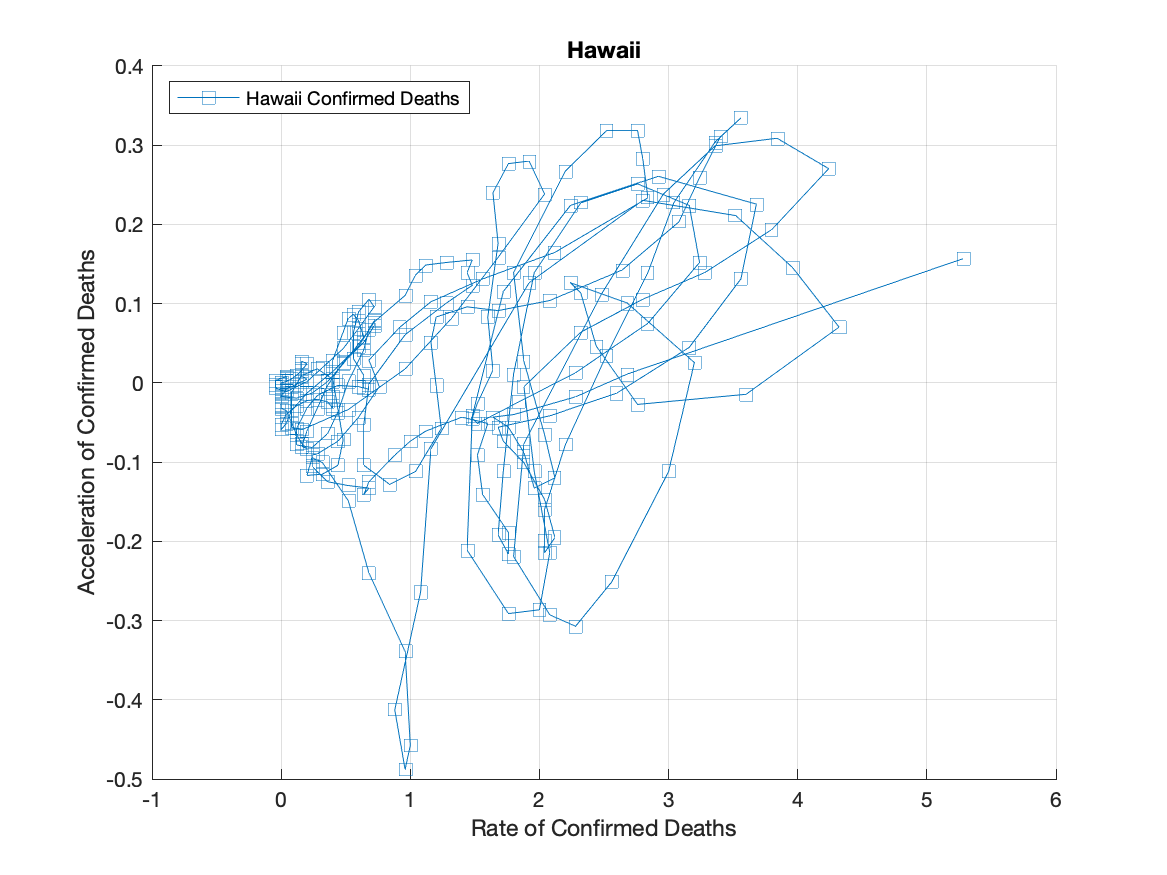 Hawaii
Hawaii Confirmed Deaths
0.4
0.3
0.2
0.1
0
-0.1
-0.2
-0.3
-0.4
-0.5
Acceleration of Confirmed Deaths
-1 0 1 2 3 4 5 6
Rate of Confirmed Deaths